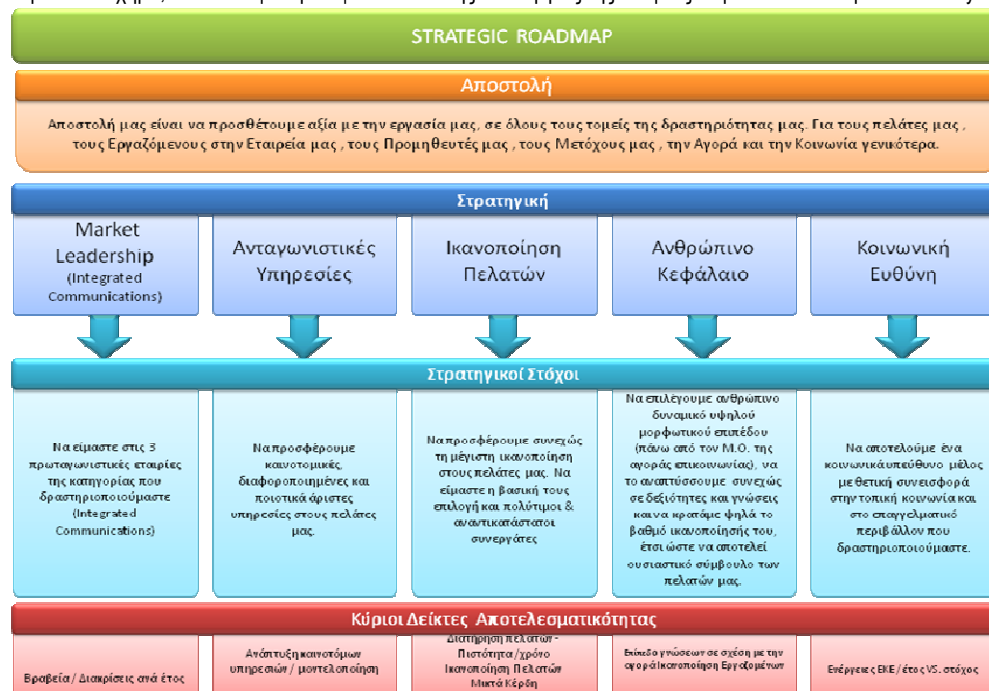 STRATEGIC ROADMAP
Αποστολή
Αποστολή μας είναι να προσθέτουμε αξία με την εργασία μας, σε όλους τους τομείς της δραστηριότητας μας. Για τους πελάτες μας ,
τους Εργαζόμενους στην Εταιρεία μας , τους Προμηθευτές μας , τους Μετόχους μας , την Αγορά και την Κοινωνία γενικότερα.
Στρατηγική
Market
Leadership
(Integrated
Communications)
Ανταγωνιστικές
Υπηρεσίες
Ικανοποίηση
Πελατών
Ανθρώπινο
Κεφάλαιο
Κοινωνική
Ευθύνη
Στρατηγικοί Στόχοι
Να είμαστε στις 3
πρωταγωνιστικές εταιρίες
της κατηγορίας που
δραστηριοποιούμαστε
(Integrated
Communications)
Να προσφέρουμε
καινοτομικές,
διαφοροποιημένες και
ποιοτικά άριστες
υπηρεσίες στους πελάτες
μας.
Να προσφέρουμε συνεχώς
τη μέγιστη ικανοποίηση
στους πελάτες μας. Να
είμαστε η βασική τους
επιλογή και πολύτιμοι &
αναντικατάστατοι
συνεργάτες
Να επιλέγουμε ανθρώπινο
δυναμικό υψηλού
μορφωτικού επιπέδου
(πάνω από τον Μ.Ο. της
αγοράς επικοινωνίας), να
το αναπτύσσουμε συνεχώς
σε δεξιότητες και γνώσεις
και να κρατάμε ψηλά το
βαθμό ικανοποίησής του,
έτσι ώστε να αποτελεί
ουσιαστικό σύμβουλο των
πελατών μας.
Να αποτελούμε ένα
κοινωνικά υπεύθυνο μέλος
με θετική συνεισφορά
στην τοπική κοινωνία και
στο επαγγελματικό
περιβάλλον που
δραστηριοποιούμαστε.
Κύριοι Δείκτες Αποτελεσματικότητας
Βραβεία / Διακρίσεις ανά έτος
Ανάπτυξη καινοτόμων
υπηρεσιών / μοντελοποίηση
Διατήρηση πελατών -
Πιστότητα /χρόνο
Ικανοποίηση Πελατών
Μικτά Κέρδη
Επίπεδο γνώσεων σε σχέση με την
αγορά Ικανοποίηση Εργαζομένων
Ενέργειες ΕΚΕ / έτος VS. στόχος